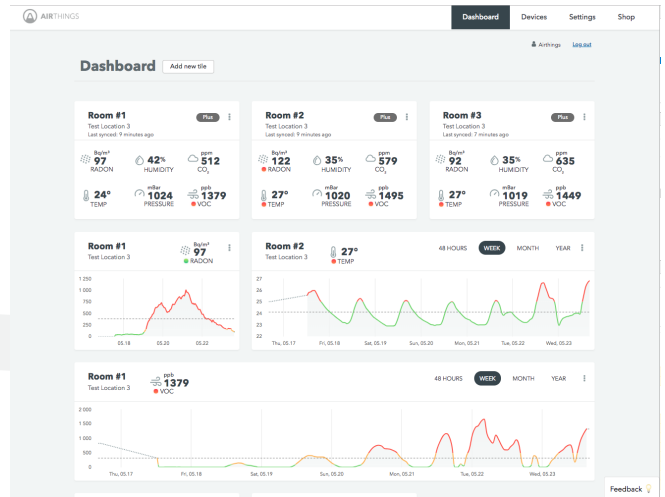 AIRTHINGS
Dashboard Devices Settings Shop
Airthings Log out
Dashboard Add new tile
Room #1 Plus
Test Location 3
Last synced: 9 minutes ago
Bq/m³ 97 RADON
42% HUMIDITY
ppm 512 CO₂
24° TEMP
mBar 1024 PRESSURE
ppb 1379 VOC
Room #2 Plus
Test Location 3
Last synced: 9 minutes ago
Bq/m³ 122 RADON
35% HUMIDITY
ppm 579 CO₂
27° TEMP
mBar 1020 PRESSURE
ppb 1495 VOC
Room #3 Plus
Test Location 3
Last synced: 7 minutes ago
Bq/m³ 92 RADON
35% HUMIDITY
ppm 635 CO₂
27° TEMP
mBar 1019 PRESSURE
ppb 1449 VOC
Room #1
Test Location 3
Bq/m³ 97 RADON
1 250
1 000
750
500
250
0
05.18 05.20 05.22
Room #2
Test Location 3
27° TEMP
48 HOURS WEEK MONTH YEAR
27
26
25
24
23
22
Thu, 05.17 Fri, 05.18 Sat, 05.19 Sun, 05.20 Mon, 05.21 Tue, 05.22 Wed, 05.23
Room #1
Test Location 3
ppb 1379 VOC
48 HOURS WEEK MONTH YEAR
2 000
1 500
1 000
500
0
Thu, 05.17 Fri, 05.18 Sat, 05.19 Sun, 05.20 Mon, 05.21 Tue, 05.22 Wed, 05.23
Feedback